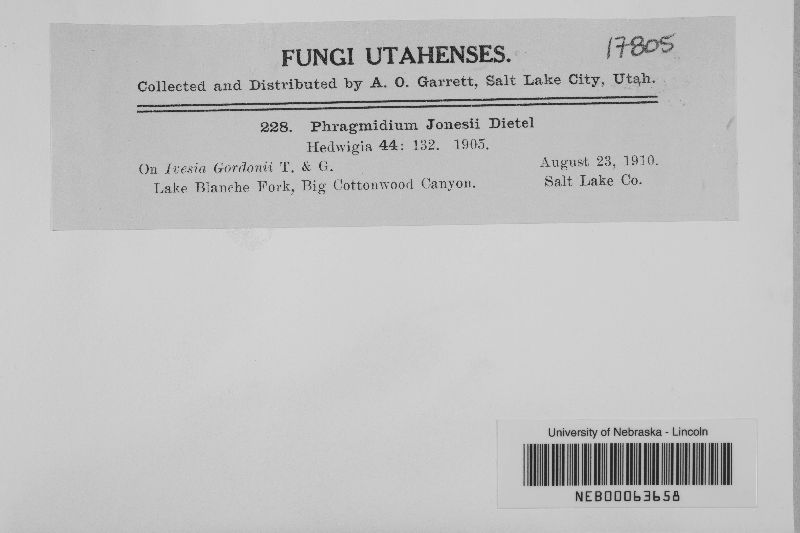 FUNGI UTAHENSES. 17805
Collected and Distributed by A. O. Garrett, Salt Lake City, Utah.
228. Phragmidium Jonesii Dietel
Hedwigia 44: 132. 1905.
On Ivesia Gordonii T. & G. August 23, 1910.
Lake Blanche Fork, Big Cottonwood Canyon. Salt Lake Co.
University of Nebraska - Lincoln
NEB00063658